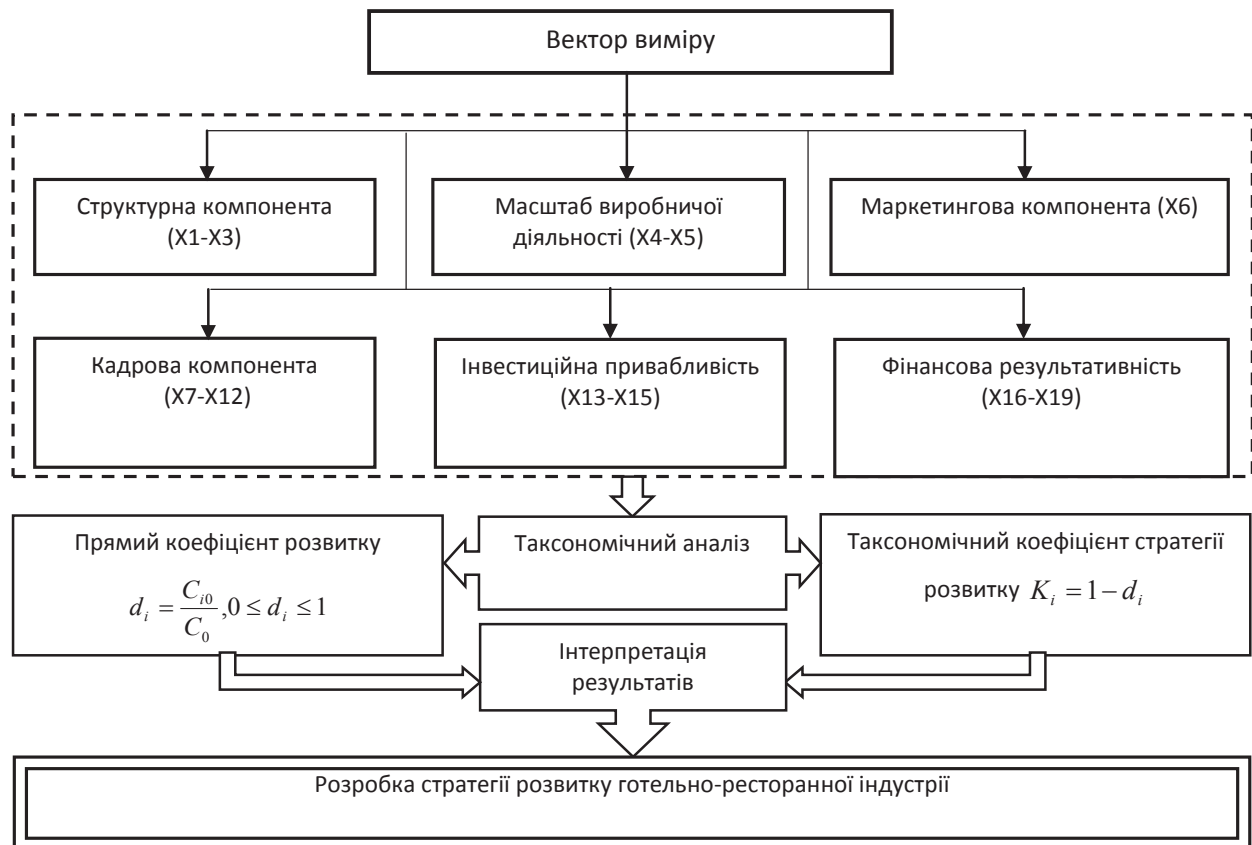 Вектор виміру
Структурна компонента
(X1-X3)
Масштаб виробничої
діяльності (X4-X5)
Маркетингова компонента (X6)
Кадрова компонента
(X7-X12)
Інвестиційна привабливість
(X13-X15)
Фінансова результативність
(X16-X19)
Прямий коефіцієнт розвитку
d_i = C_{i0} / C_0 ,0 ≤ d_i ≤ 1
Таксономічний аналіз
Таксономічний коефіцієнт стратегії
розвитку K_i = 1 − d_i
Інтерпретація
результатів
Розробка стратегії розвитку готельно-ресторанної індустрії